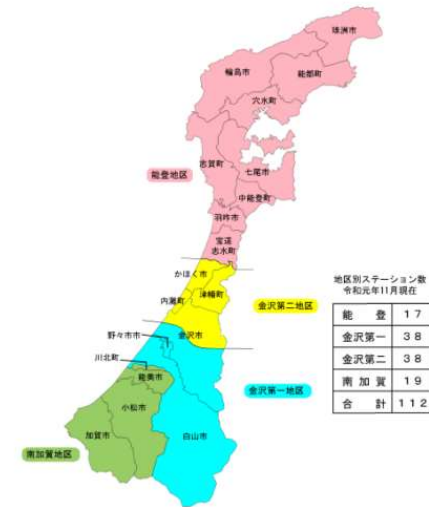 珠洲市
輪島市
能都町
穴水町
志賀町
七尾市
能登地区
中能登町
羽咋市
宝達
志水町
かほく市
津幡町
内灘町
金沢第二地区
金沢市
野々市市
川北町
能美市
金沢第一地区
小松市
加賀市
白山市
南加賀地区
地区別ステーション数
令和元年11月現在
能 登 17
金沢第一 38
金沢第二 38
南加賀 19
合 計 112